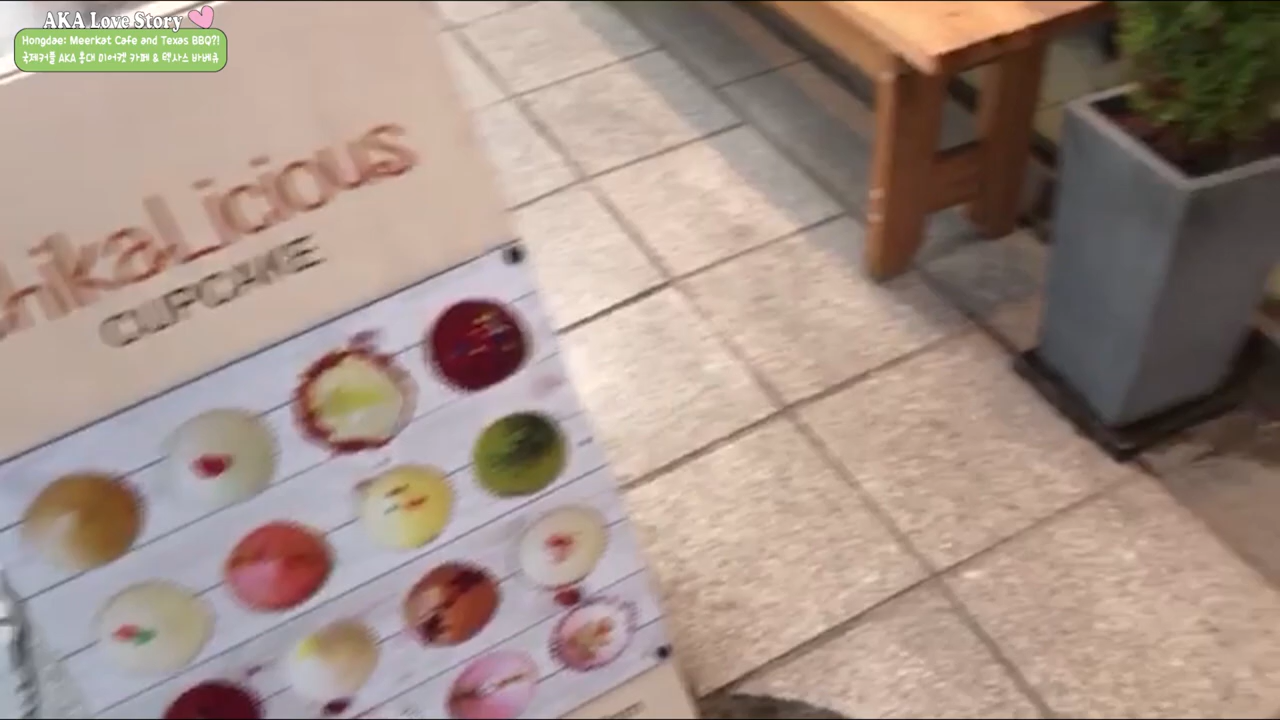 AKA Love Story
Hongdae: Meerkat Cafe and Texas BBQ?!
국제커플 AKA 홍대 미어캣 카페 & 텍사스 바베큐
hikaLicious
CUPCAKE